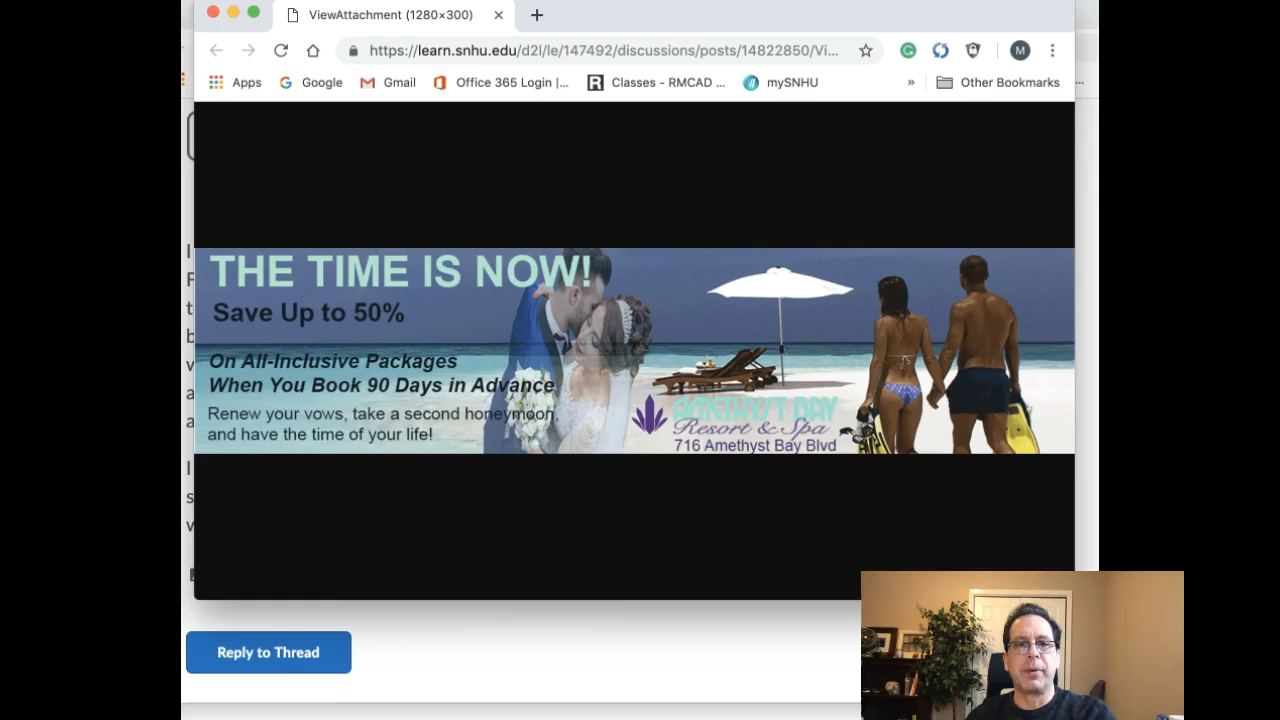 ViewAttachment (1280×300)
https://learn.snhu.edu/d2l/le/147492/discussions/posts/14822850/Vi...
M
Apps
Google
Gmail
Office 365 Login |...
R
Classes - RMCAD ...
mySNHU
»
Other Bookmarks
THE TIME IS NOW!
Save Up to 50%
On All-Inclusive Packages
When You Book 90 Days in Advance
Renew your vows, take a second honeymoon,
and have the time of your life!
AMETHYST BAY
Resort & Spa
716 Amethyst Bay Blvd
Reply to Thread